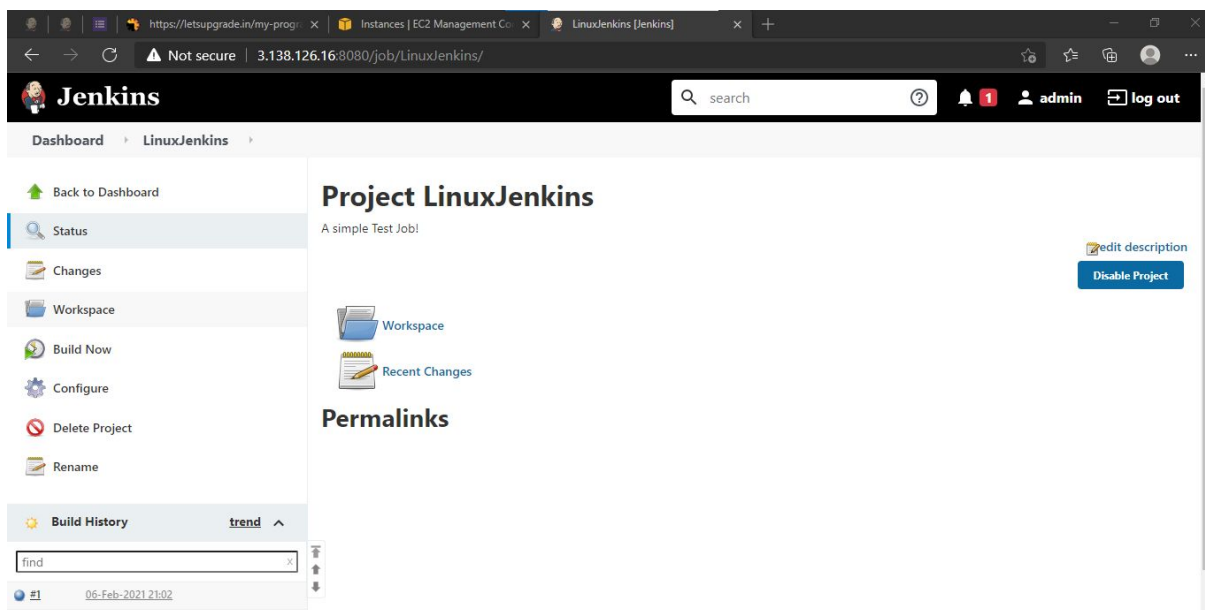 https://letsupgrade.in/my-progr
Instances | EC2 Management Co
LinuxJenkins [Jenkins]
Not secure | 3.138.126.16:8080/job/LinuxJenkins/
Jenkins
search
1
admin
log out
Dashboard
LinuxJenkins
Back to Dashboard
Status
Changes
Workspace
Build Now
Configure
Delete Project
Rename
Build History
trend
find
x
#1
06-Feb-2021 21:02
Project LinuxJenkins
A simple Test Job!
edit description
Disable Project
Workspace
Recent Changes
Permalinks